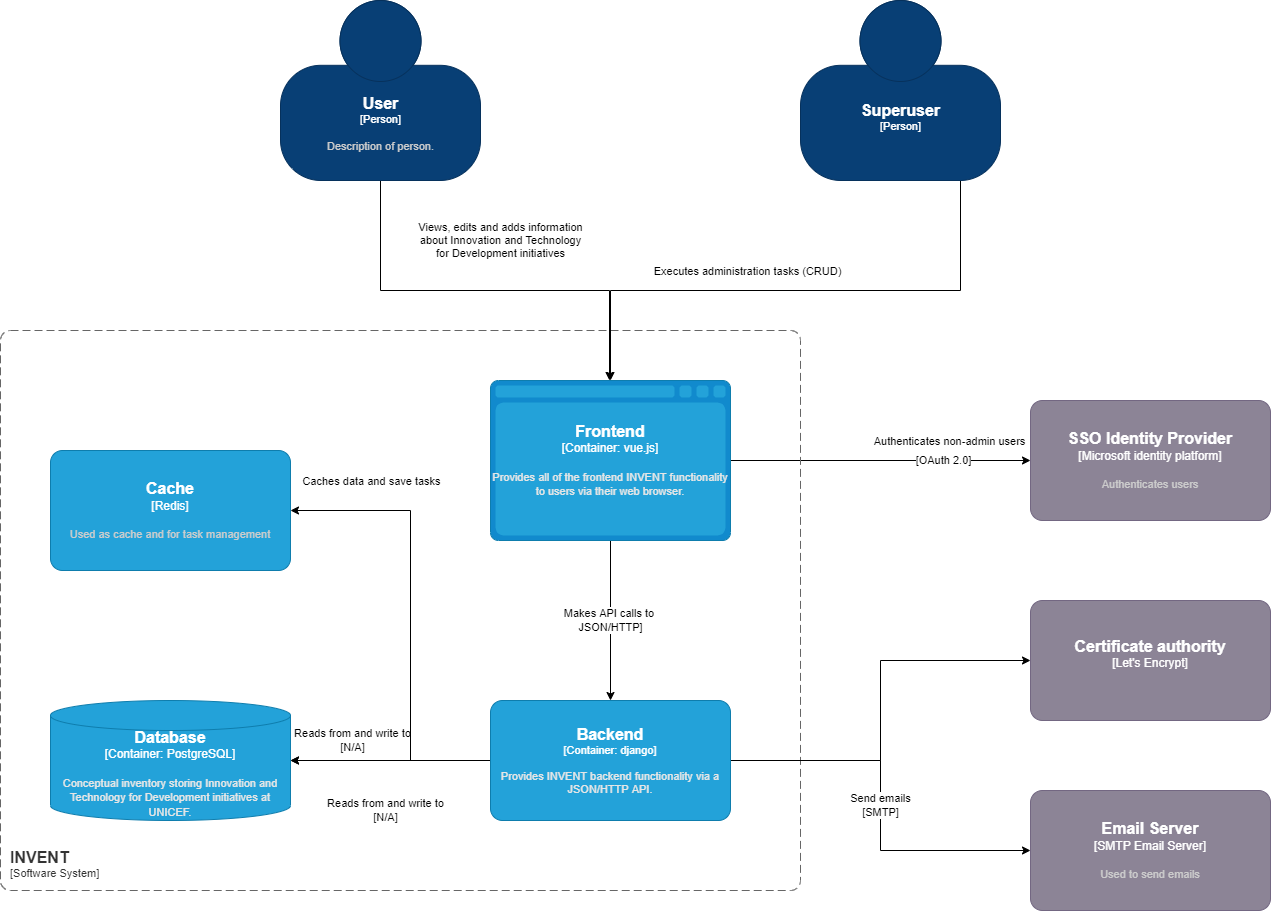 User
[Person]
Description of person.
Superuser
[Person]
Views, edits and adds information
about Innovation and Technology
for Development initiatives
Executes administration tasks (CRUD)
Frontend
[Container: vue.js]
Provides all of the frontend INVENT functionality
to users via their web browser.
Authenticates non-admin users
[OAuth 2.0]
SSO Identity Provider
[Microsoft identity platform]
Authenticates users
Cache
[Redis]
Used as cache and for task management
Caches data and save tasks
Makes API calls to
JSON/HTTP]
Certificate authority
[Let's Encrypt]
Database
[Container: PostgreSQL]
Conceptual inventory storing Innovation and
Technology for Development initiatives at
UNICEF.
Reads from and write to
[N/A]
Reads from and write to
[N/A]
Backend
[Container: django]
Provides INVENT backend functionality via a
JSON/HTTP API.
Send emails
[SMTP]
Email Server
[SMTP Email Server]
Used to send emails
INVENT
[Software System]